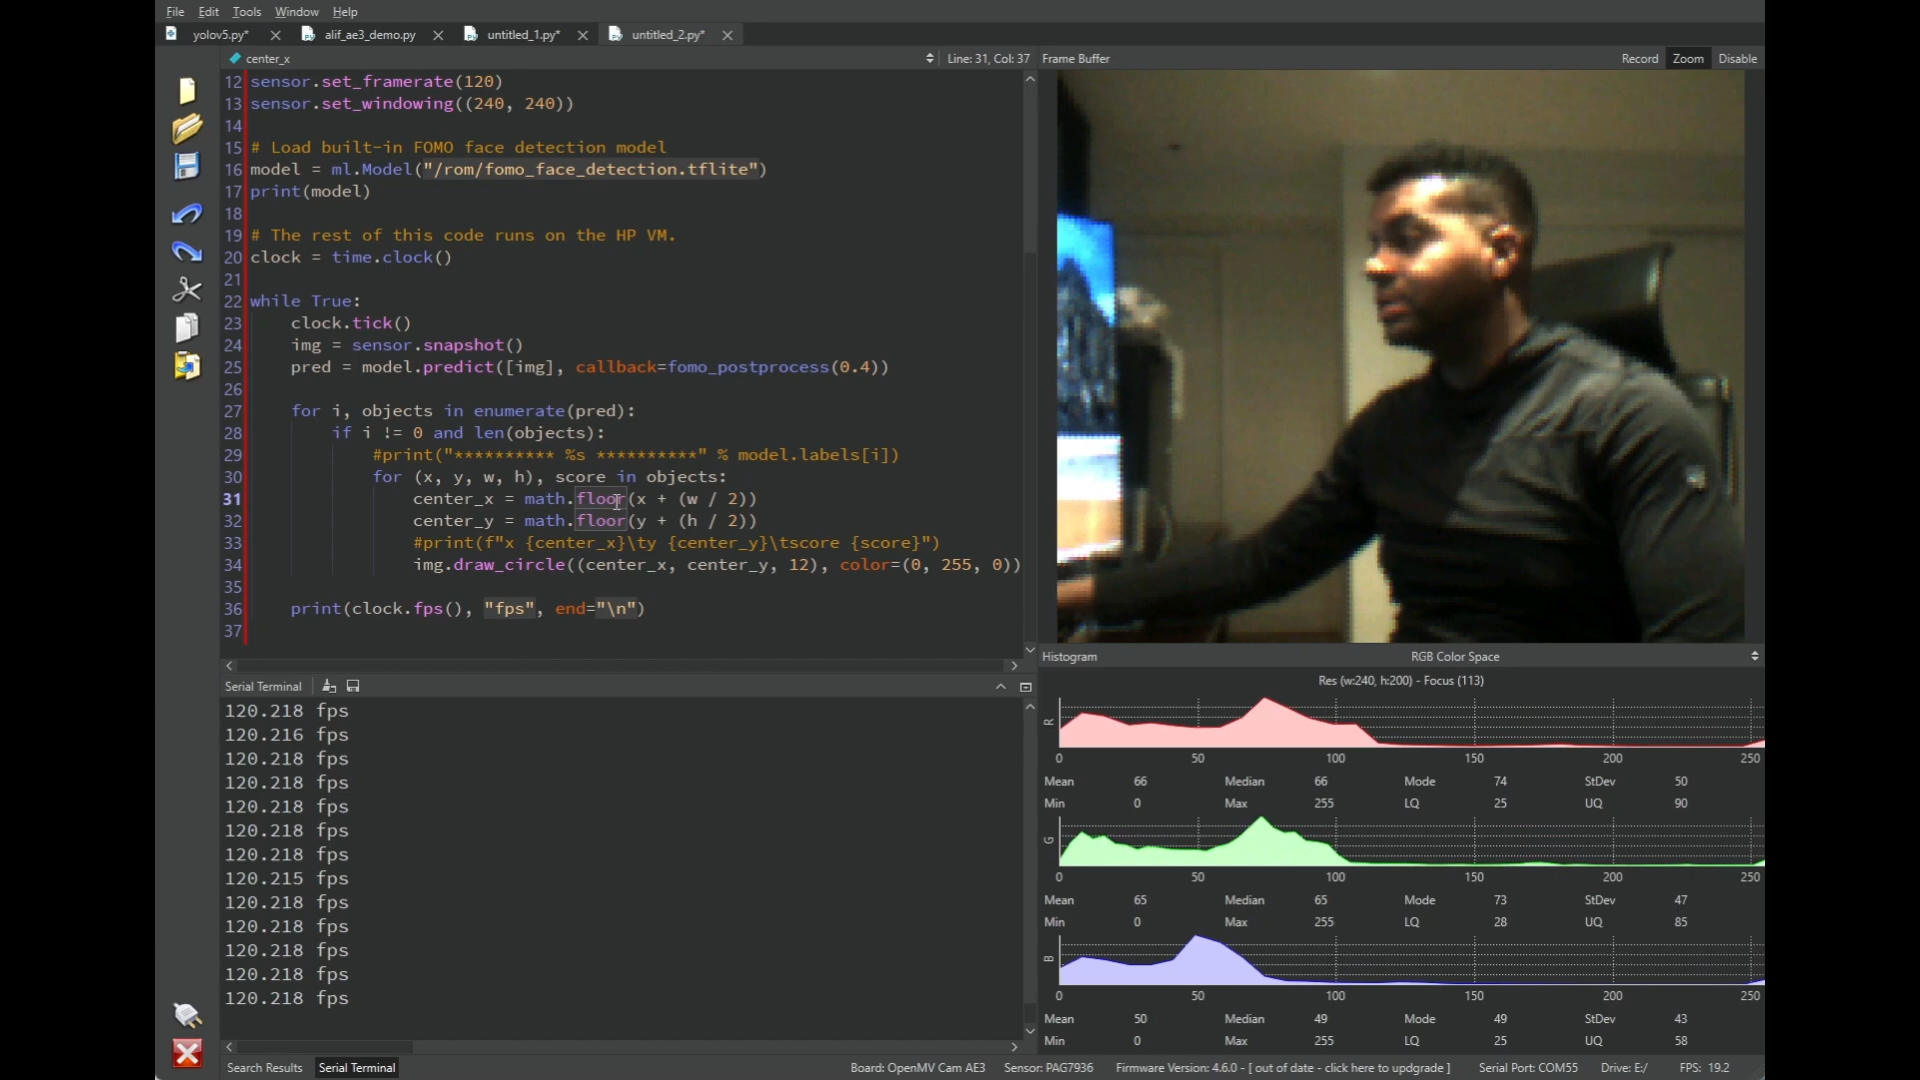 File Edit Tools Window Help
yolov5.py* alif_ae3_demo.py untitled_1.py* untitled_2.py*
center_x Line: 31, Col: 37 Frame Buffer Record Zoom Disable
12 sensor.set_framerate(120)
13 sensor.set_windowing((240, 240))
14
15 # Load built-in FOMO face detection model
16 model = ml.Model("/rom/fomo_face_detection.tflite")
17 print(model)
18
19 # The rest of this code runs on the HP VM.
20 clock = time.clock()
21
22 while True:
23 clock.tick()
24 img = sensor.snapshot()
25 pred = model.predict([img], callback=fomo_postprocess(0.4))
26
27 for i, objects in enumerate(pred):
28 if i != 0 and len(objects):
29 #print("********** %s **********" % model.labels[i])
30 for (x, y, w, h), score in objects:
31 center_x = math.floor(x + (w / 2))
32 center_y = math.floor(y + (h / 2))
33 #print(f"x {center_x}\ty {center_y}\tscore {score}")
34 img.draw_circle((center_x, center_y, 12), color=(0, 255, 0))
35
36 print(clock.fps(), "fps", end="\n")
37
Serial Terminal
120.218 fps
120.216 fps
120.218 fps
120.218 fps
120.218 fps
120.218 fps
120.218 fps
120.215 fps
120.218 fps
120.218 fps
120.218 fps
120.218 fps
120.218 fps
Histogram RGB Color Space
Res (w:240, h:200) - Focus (113)
R
0 50 100 150 200 250
Mean 66 Median 66 Mode 74 StDev 50
Min 0 Max 255 LQ 25 UQ 90
G
0 50 100 150 200 250
Mean 65 Median 65 Mode 73 StDev 47
Min 0 Max 255 LQ 28 UQ 85
B
0 50 100 150 200 250
Mean 50 Median 49 Mode 49 StDev 43
Min 0 Max 255 LQ 25 UQ 58
Search Results Serial Terminal Board: OpenMV Cam AE3 Sensor: PAG7936 Firmware Version: 4.6.0 - [ out of date - click here to updgrade ] Serial Port: COM55 Drive: E:/ FPS: 19.2